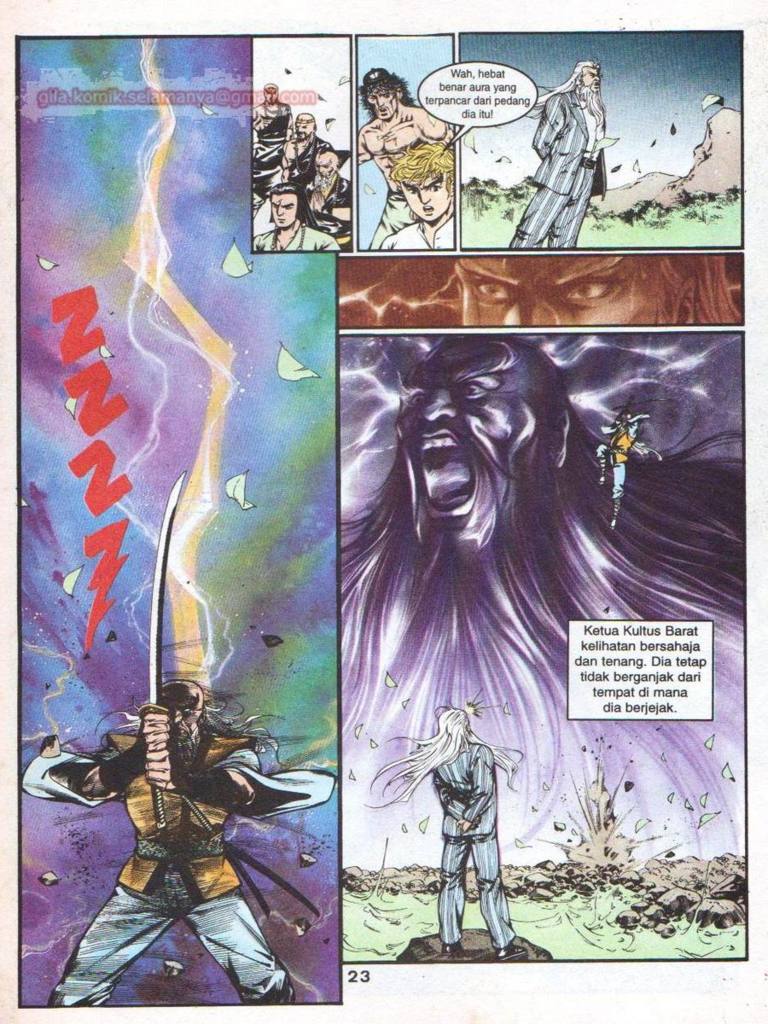 gila.komik.selamanya@gmail.com
ZZZZ
Wah, hebat
benar aura yang
terpancar dari pedang
dia itu!
Ketua Kultus Barat
kelihatan bersahaja
dan tenang. Dia tetap
tidak berganjak dari
tempat di mana
dia berjejak.
23